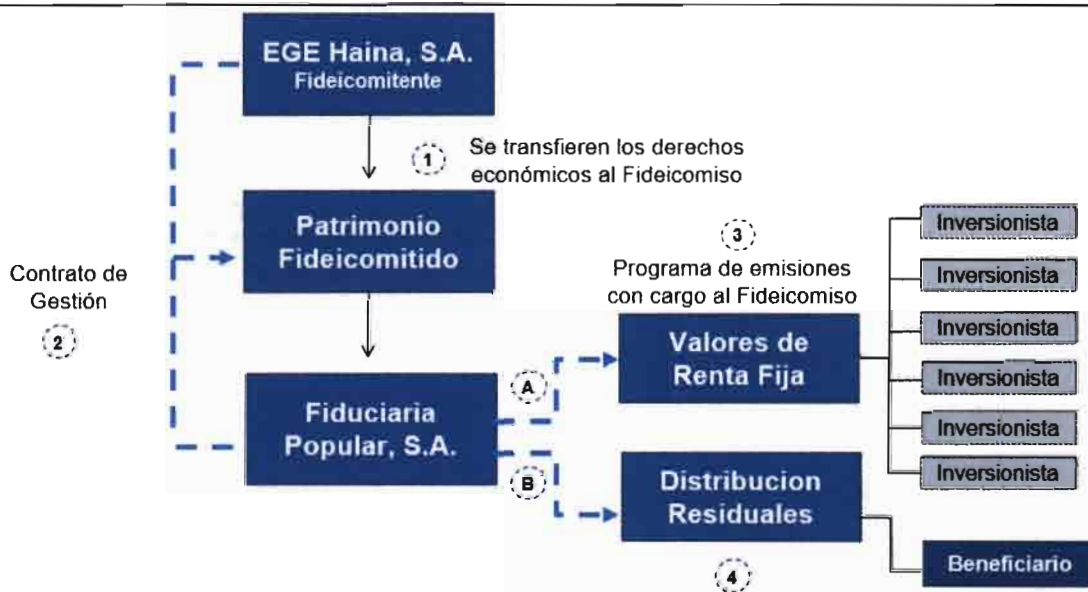 EGE Haina, S.A.
Fideicomitente
1
Se transfieren los derechos
económicos al Fideicomiso
Patrimonio
Fideicomitido
Contrato de
Gestión
2
3
Programa de emisiones
con cargo al Fideicomiso
Fiduciaria
Popular, S.A.
A
B
Valores de
Renta Fija
Inversionista
Inversionista
Inversionista
Inversionista
Inversionista
Inversionista
Distribucion
Residuales
4
Beneficiario